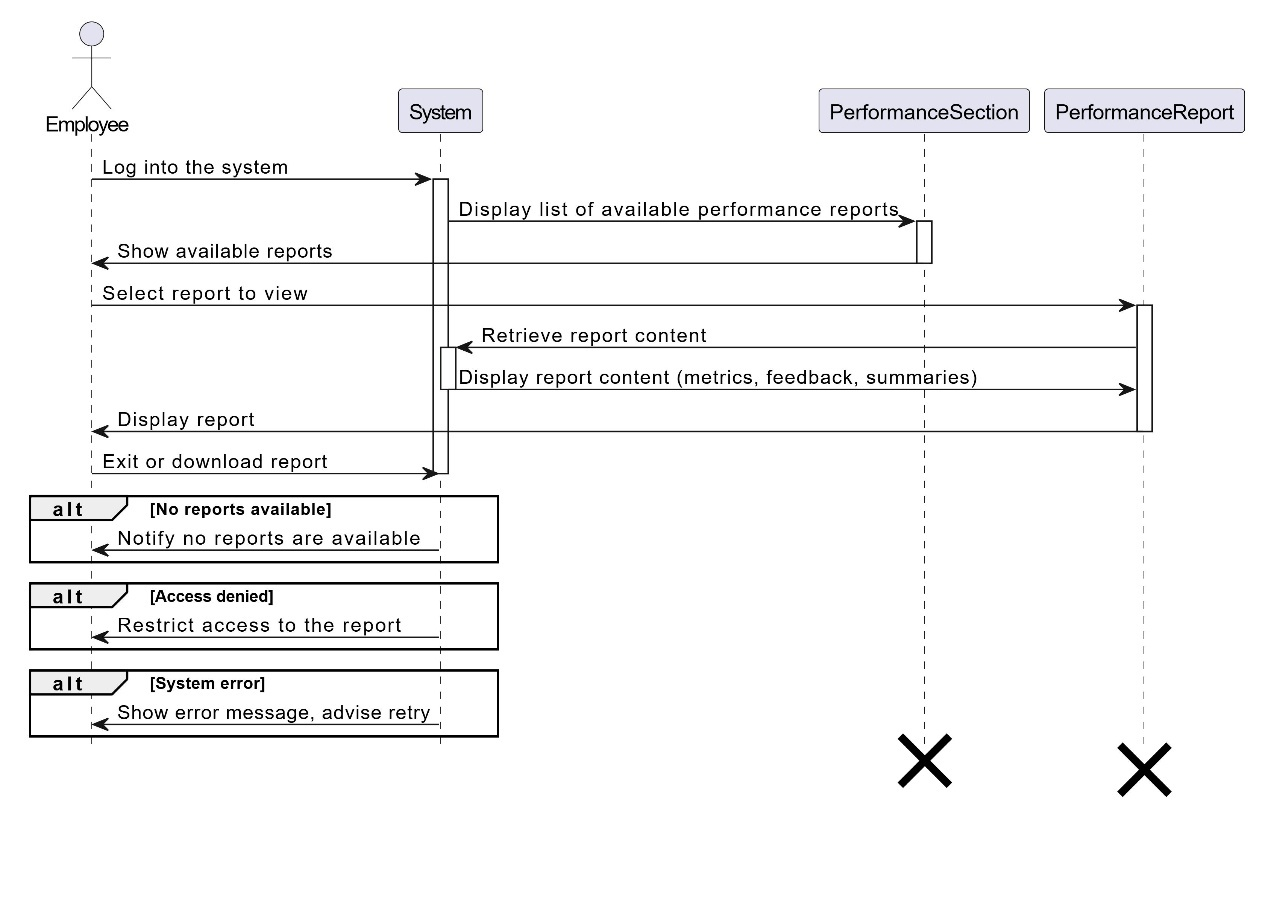 Employee
System
PerformanceSection
PerformanceReport
Log into the system
Display list of available performance reports
Show available reports
Select report to view
Retrieve report content
Display report content (metrics, feedback, summaries)
Display report
Exit or download report
alt [No reports available]
Notify no reports are available
alt [Access denied]
Restrict access to the report
alt [System error]
Show error message, advise retry